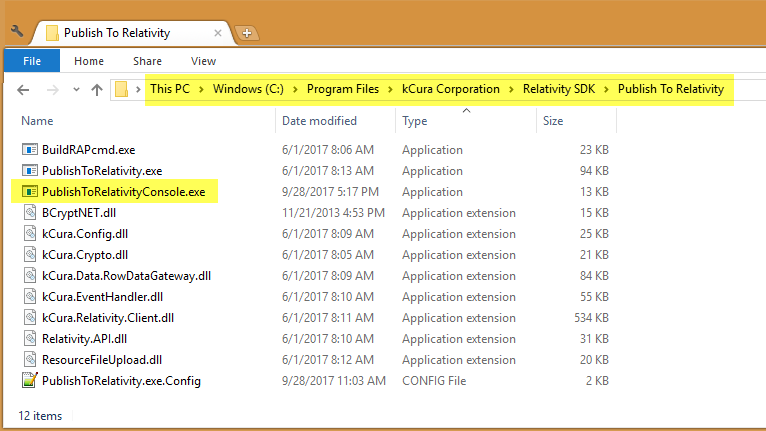 Publish To Relativity
File Home Share View
This PC Windows (C:) Program Files kCura Corporation Relativity SDK Publish To Relativity
Name Date modified Type Size
BuildRAPcmd.exe 6/1/2017 8:06 AM Application 23 KB
PublishToRelativity.exe 6/1/2017 8:13 AM Application 94 KB
PublishToRelativityConsole.exe 9/28/2017 5:17 PM Application 13 KB
BCryptNET.dll 11/21/2013 4:53 PM Application extension 15 KB
kCura.Config.dll 6/1/2017 8:09 AM Application extension 25 KB
kCura.Crypto.dll 6/1/2017 8:05 AM Application extension 21 KB
kCura.Data.RowDataGateway.dll 6/1/2017 8:09 AM Application extension 84 KB
kCura.EventHandler.dll 6/1/2017 8:10 AM Application extension 55 KB
kCura.Relativity.Client.dll 6/1/2017 8:11 AM Application extension 534 KB
Relativity.API.dll 6/1/2017 8:10 AM Application extension 31 KB
ResourceFileUpload.dll 6/1/2017 8:12 AM Application extension 20 KB
PublishToRelativity.exe.Config 9/28/2017 11:03 AM CONFIG File 2 KB
12 items